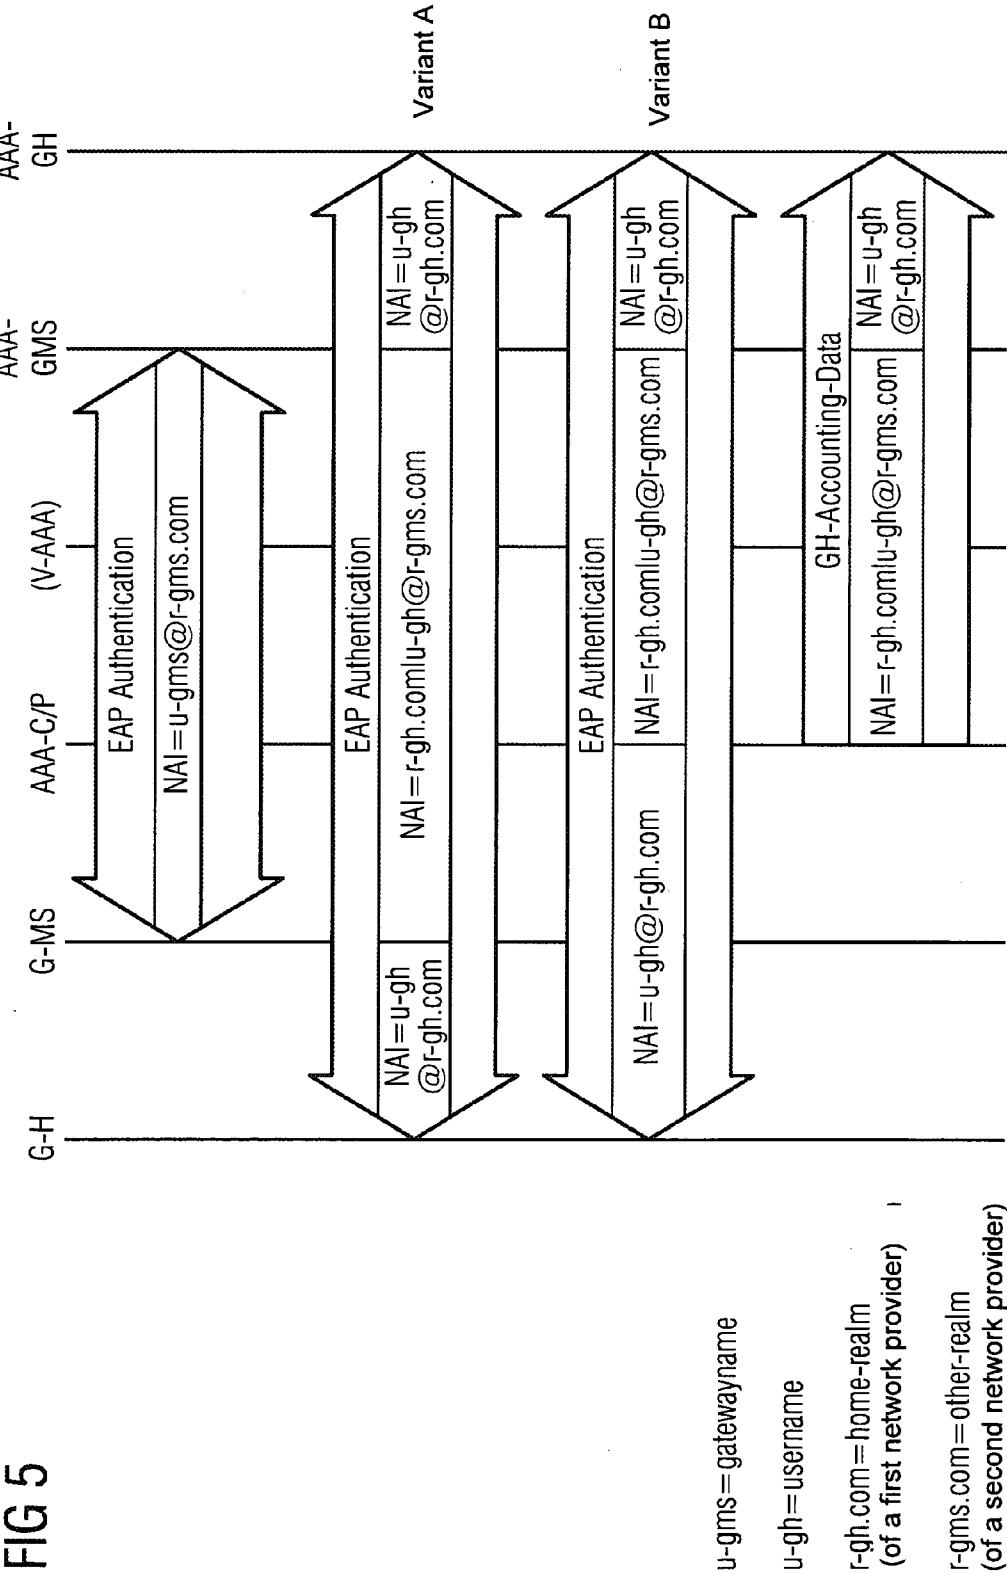 FIG 5
G-H
G-MS
AAA-C/P
(V-AAA)
AAA-
GMS
AAA-
GH
EAP Authentication
NAI=u-gms@r-gms.com
EAP Authentication
NAI=u-gh
@r-gh.com
NAI=r-gh.comlu-gh@r-gms.com
NAI=u-gh
@r-gh.com
Variant A
EAP Authentication
NAI=u-gh@r-gh.com
NAI=r-gh.comlu-gh@r-gms.com
NAI=u-gh
@r-gh.com
Variant B
GH-Accounting-Data
NAI=r-gh.comlu-gh@r-gms.com
NAI=u-gh
@r-gh.com
u-gms=gatewayname
u-gh=username
r-gh.com=home-realm
(of a first network provider)
r-gms.com=other-realm
(of a second network provider)